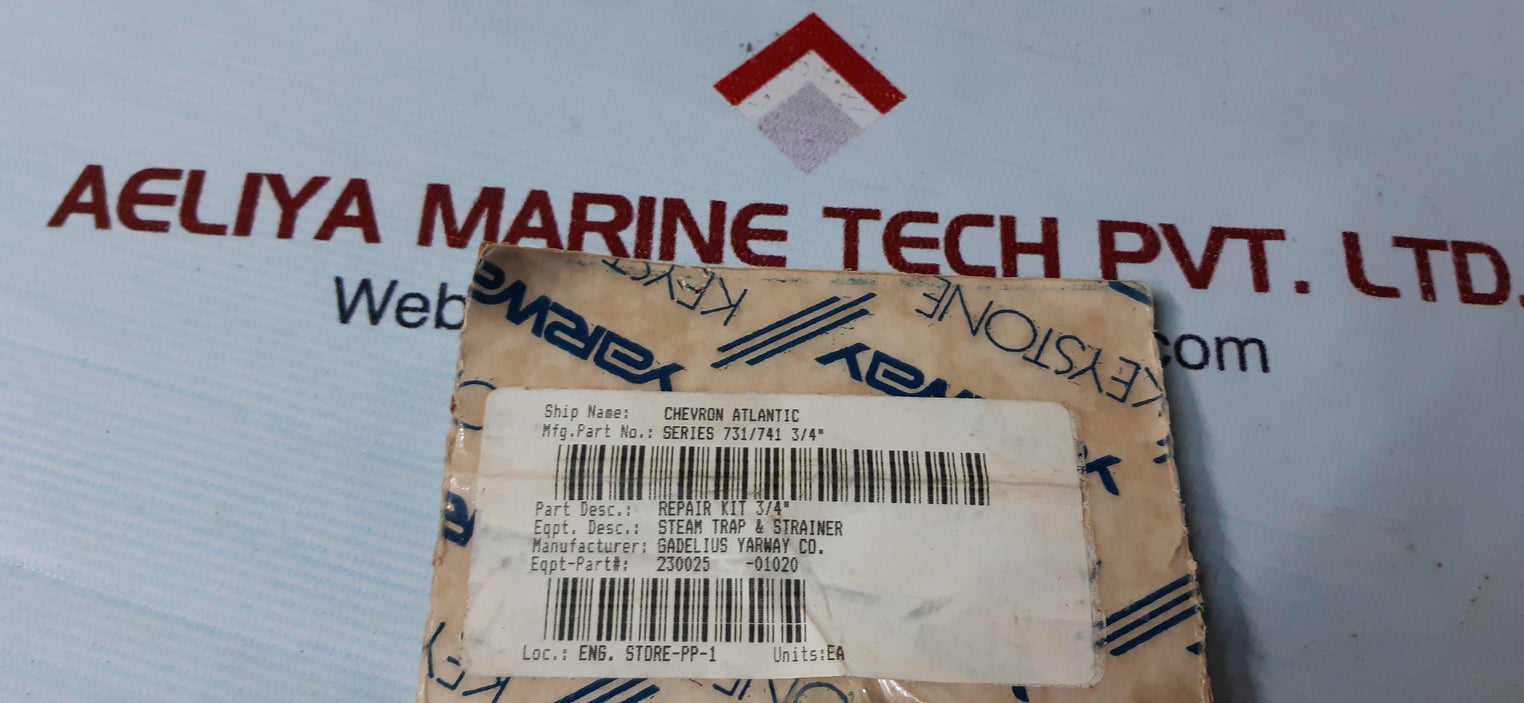 AELIYA MARINE TECH PVT. LTD.
Web
com
KEYSTONE
KEYSTONE
YARWAY
Ship Name: CHEVRON ATLANTIC
Mfg.Part No.: SERIES 731/741 3/4"
Part Desc.: REPAIR KIT 3/4"
Eqpt. Desc.: STEAM TRAP & STRAINER
Manufacturer: GADELIUS YARWAY CO.
Eqpt-Part#: 230025 -01020
Loc.: ENG. STORE-PP-1 Units:EA